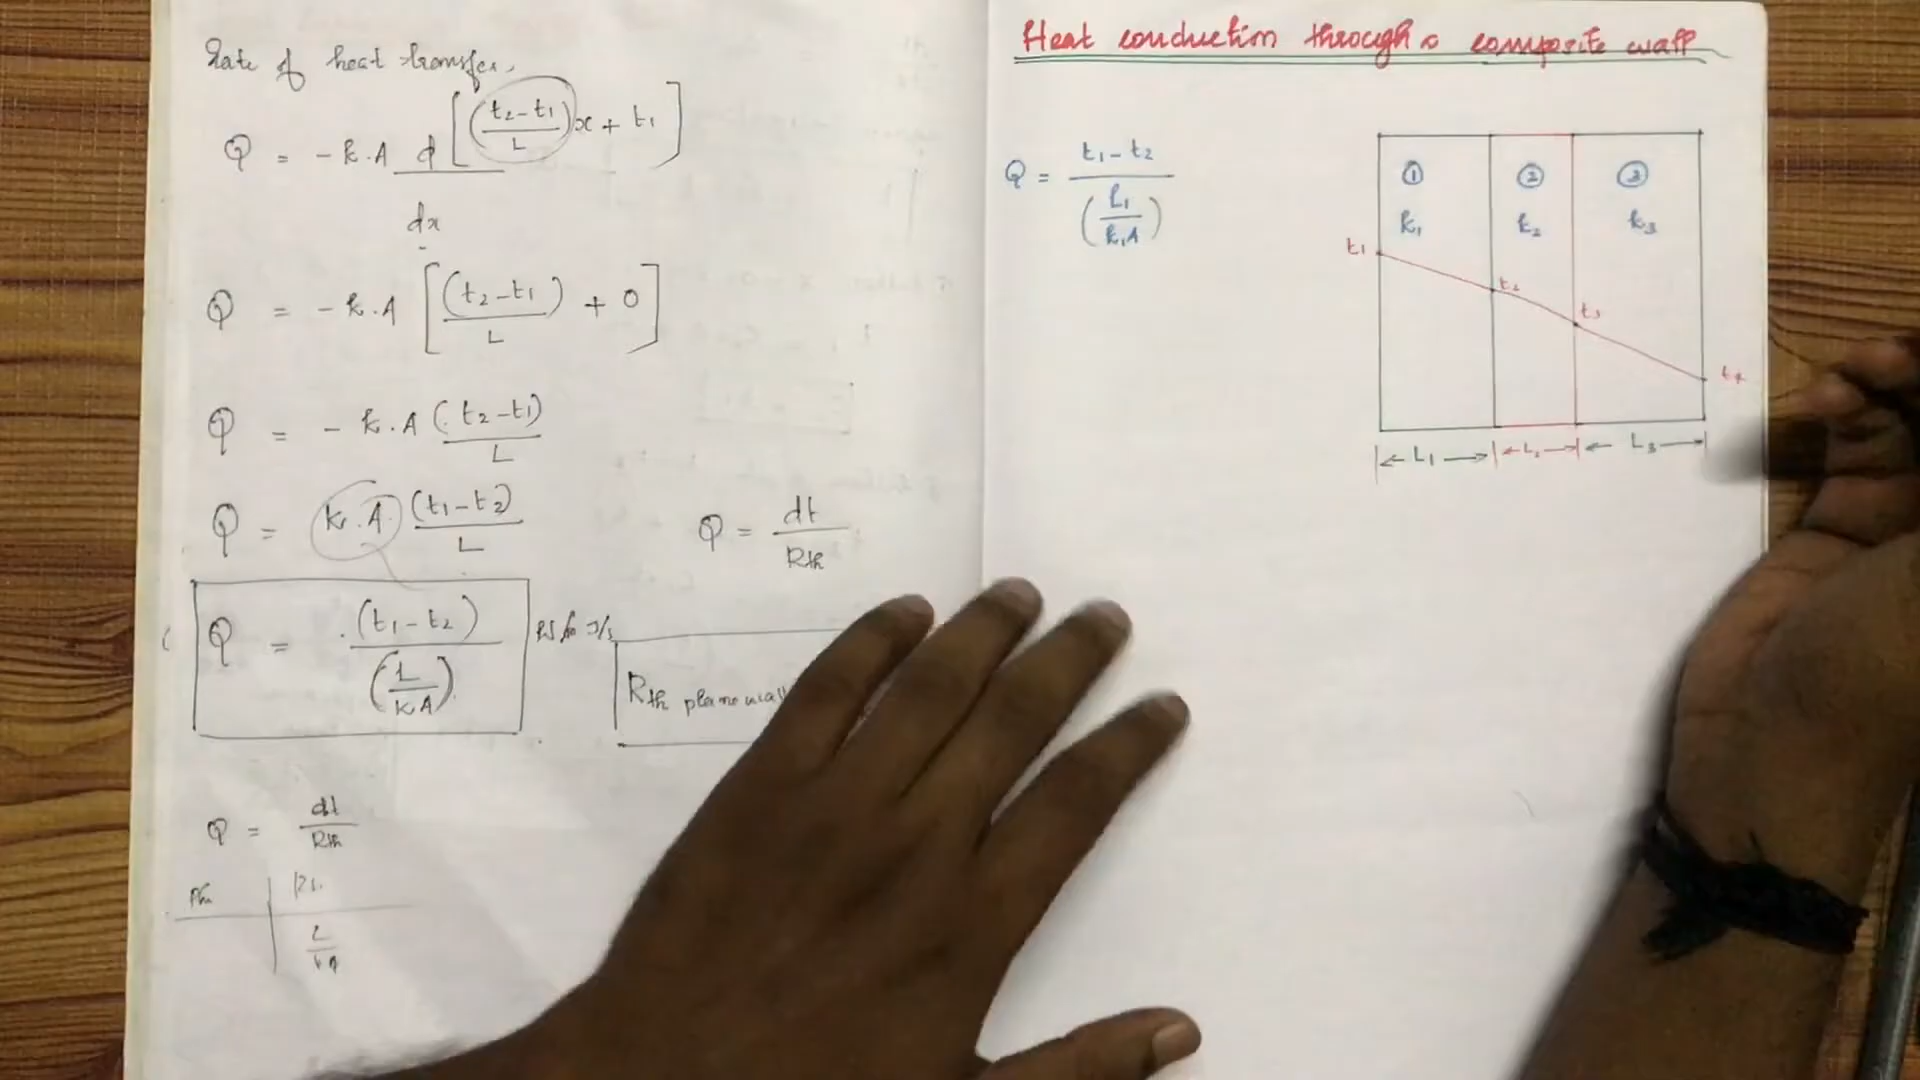 Rate of heat transfer,
Q = -k.A d [(t2-t1)/L x + t1]
dx
Q = -k.A [(t2-t1)/L + 0]
Q = -k.A (t2-t1)/L
Q = k.A (t1-t2)/L
Q = dt/Rth
Q = (t1-t2)/(L/kA)
Rth plane wall
Q = dt/Rth
L/kA
Heat conduction through a composite wall
Q = t1-t2/(L1/k1A)
① ② ③
k1 k2 k3
t1
t2
t3
t4
L1 L2 L3